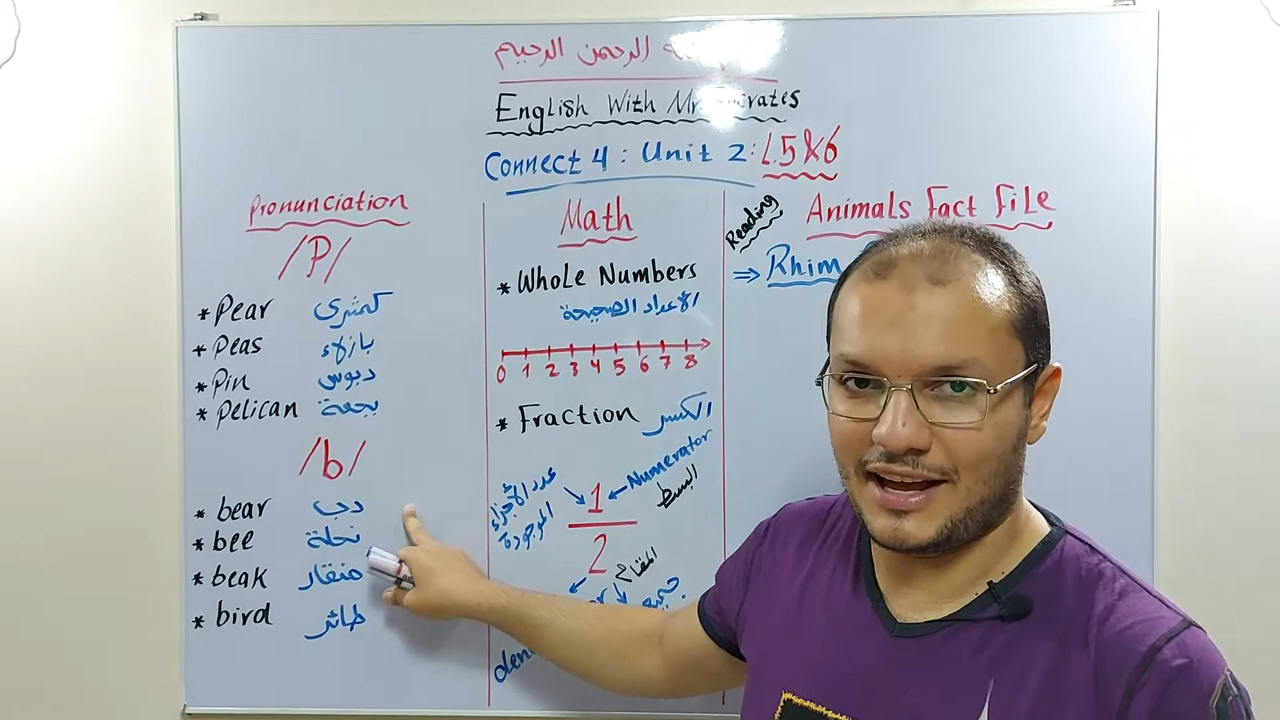 الرحمن الرحيم
English With Mr.
Connect 4 : Unit 2: L.5&6
Pronunciation
/P/
* Pear كمثرى
* Peas بازلاء
* Pin دبوس
* Pelican بجعة
/b/
* bear دب
* bee نحلة
* beak منقار
* bird طائر
Math
* Whole Numbers
الأعداد الصحيحة
0 1 2 3 4 5 6 7 8
* Fraction الكسر
عدد الأجزاء
الموجودة
Numerator
البسط
1
2
المقام
Reading
Animals Fact File
⇒ Rhim